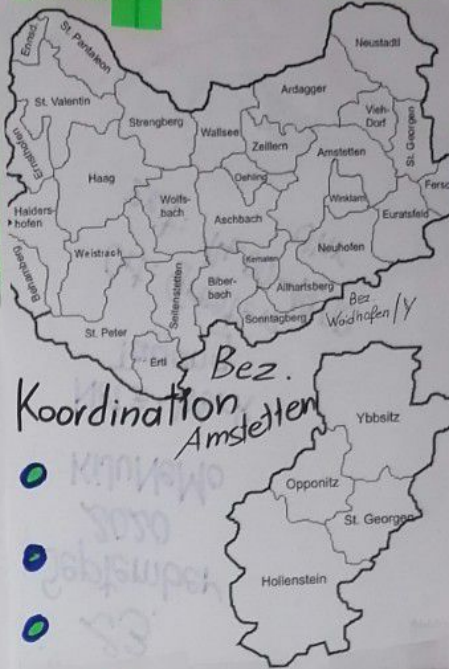 Ennsd.
St. Pantaleon
Neustadtl
St. Valentin
Ardagger
Strengberg
Wallsee
Vieh-
Dorf
St. Georgen
Ernsthofen
Zeillern
Amstetten
Haag
Oehling
Fersc
Haiders-
hofen
Wolfs-
bach
Winklarn
Aschbach
Euratsfeld
Weistrach
Neuhofen
Behamberg
Kematen
Seitenstetten
Biber-
bach
Allhartsberg
Sonntagberg
Bez
Waidhofen/Y
St. Peter
Ertl
Bez.
Koordination
Amstetten
Ybbsitz
Opponitz
St. Georgen
Hollenstein